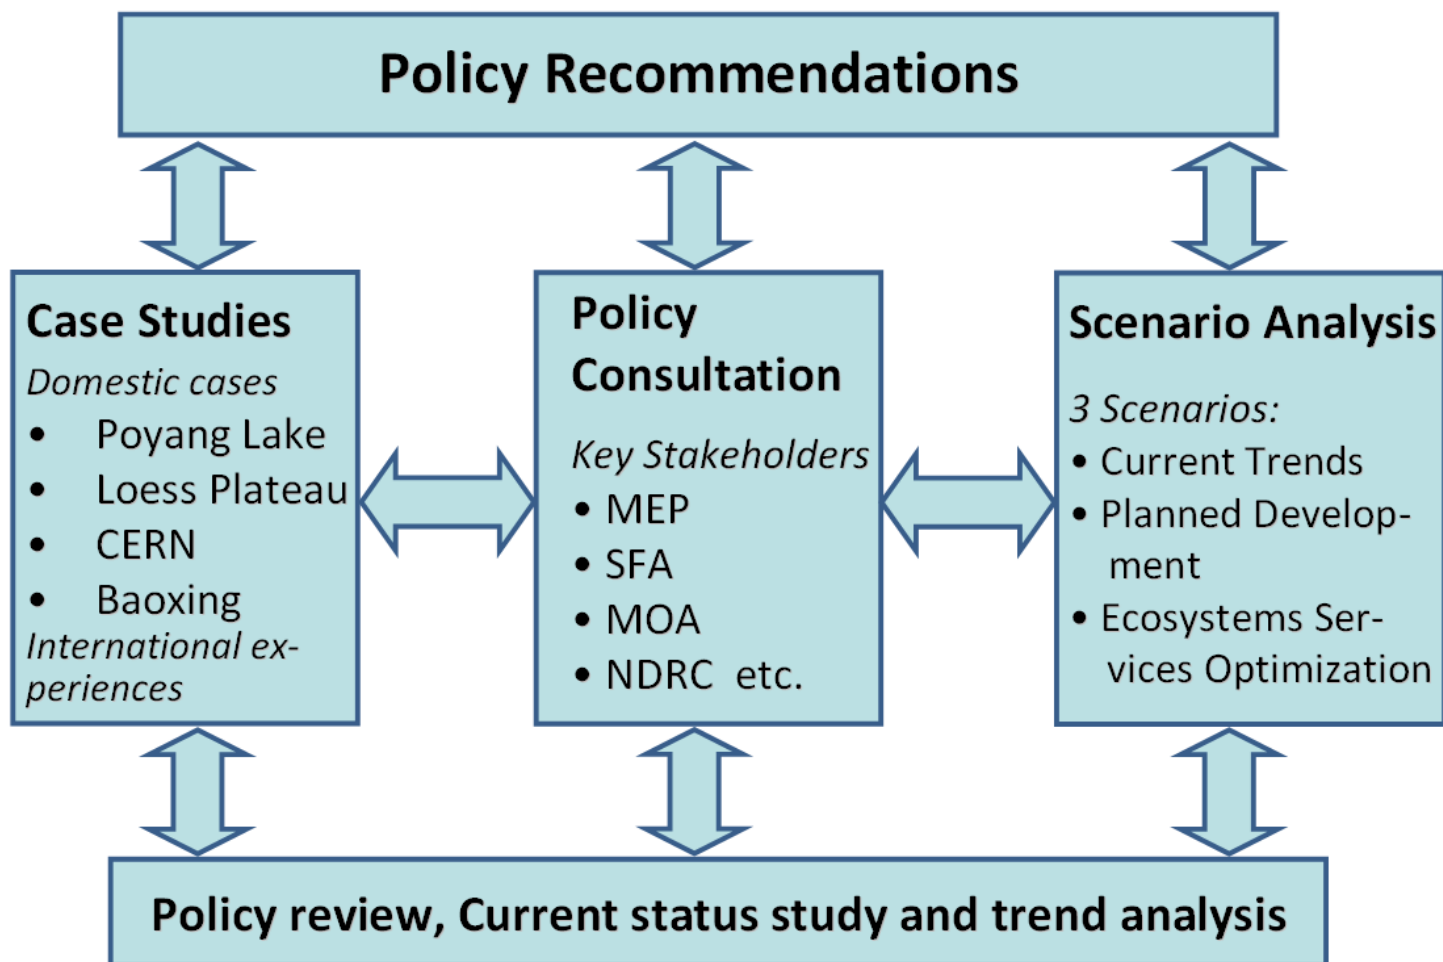 Policy Recommendations
Case Studies
Domestic cases
• Poyang Lake
• Loess Plateau
• CERN
• Baoxing
International ex-
periences
Policy
Consultation
Key Stakeholders
• MEP
• SFA
• MOA
• NDRC etc.
Scenario Analysis
3 Scenarios:
• Current Trends
• Planned Develop-
ment
• Ecosystems Ser-
vices Optimization
Policy review, Current status study and trend analysis